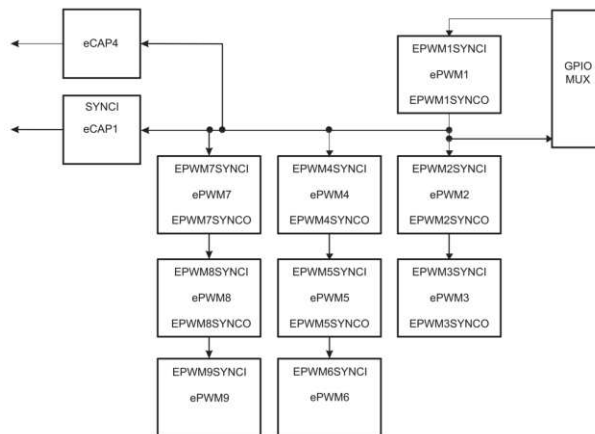 eCAP4
EPWM1SYNCI
ePWM1
EPWM1SYNCO
GPIO
MUX
SYNCI
eCAP1
EPWM7SYNCI
ePWM7
EPWM7SYNCO
EPWM4SYNCI
ePWM4
EPWM4SYNCO
EPWM2SYNCI
ePWM2
EPWM2SYNCO
EPWM8SYNCI
ePWM8
EPWM8SYNCO
EPWM5SYNCI
ePWM5
EPWM5SYNCO
EPWM3SYNCI
ePWM3
EPWM3SYNCO
EPWM9SYNCI
ePWM9
EPWM6SYNCI
ePWM6